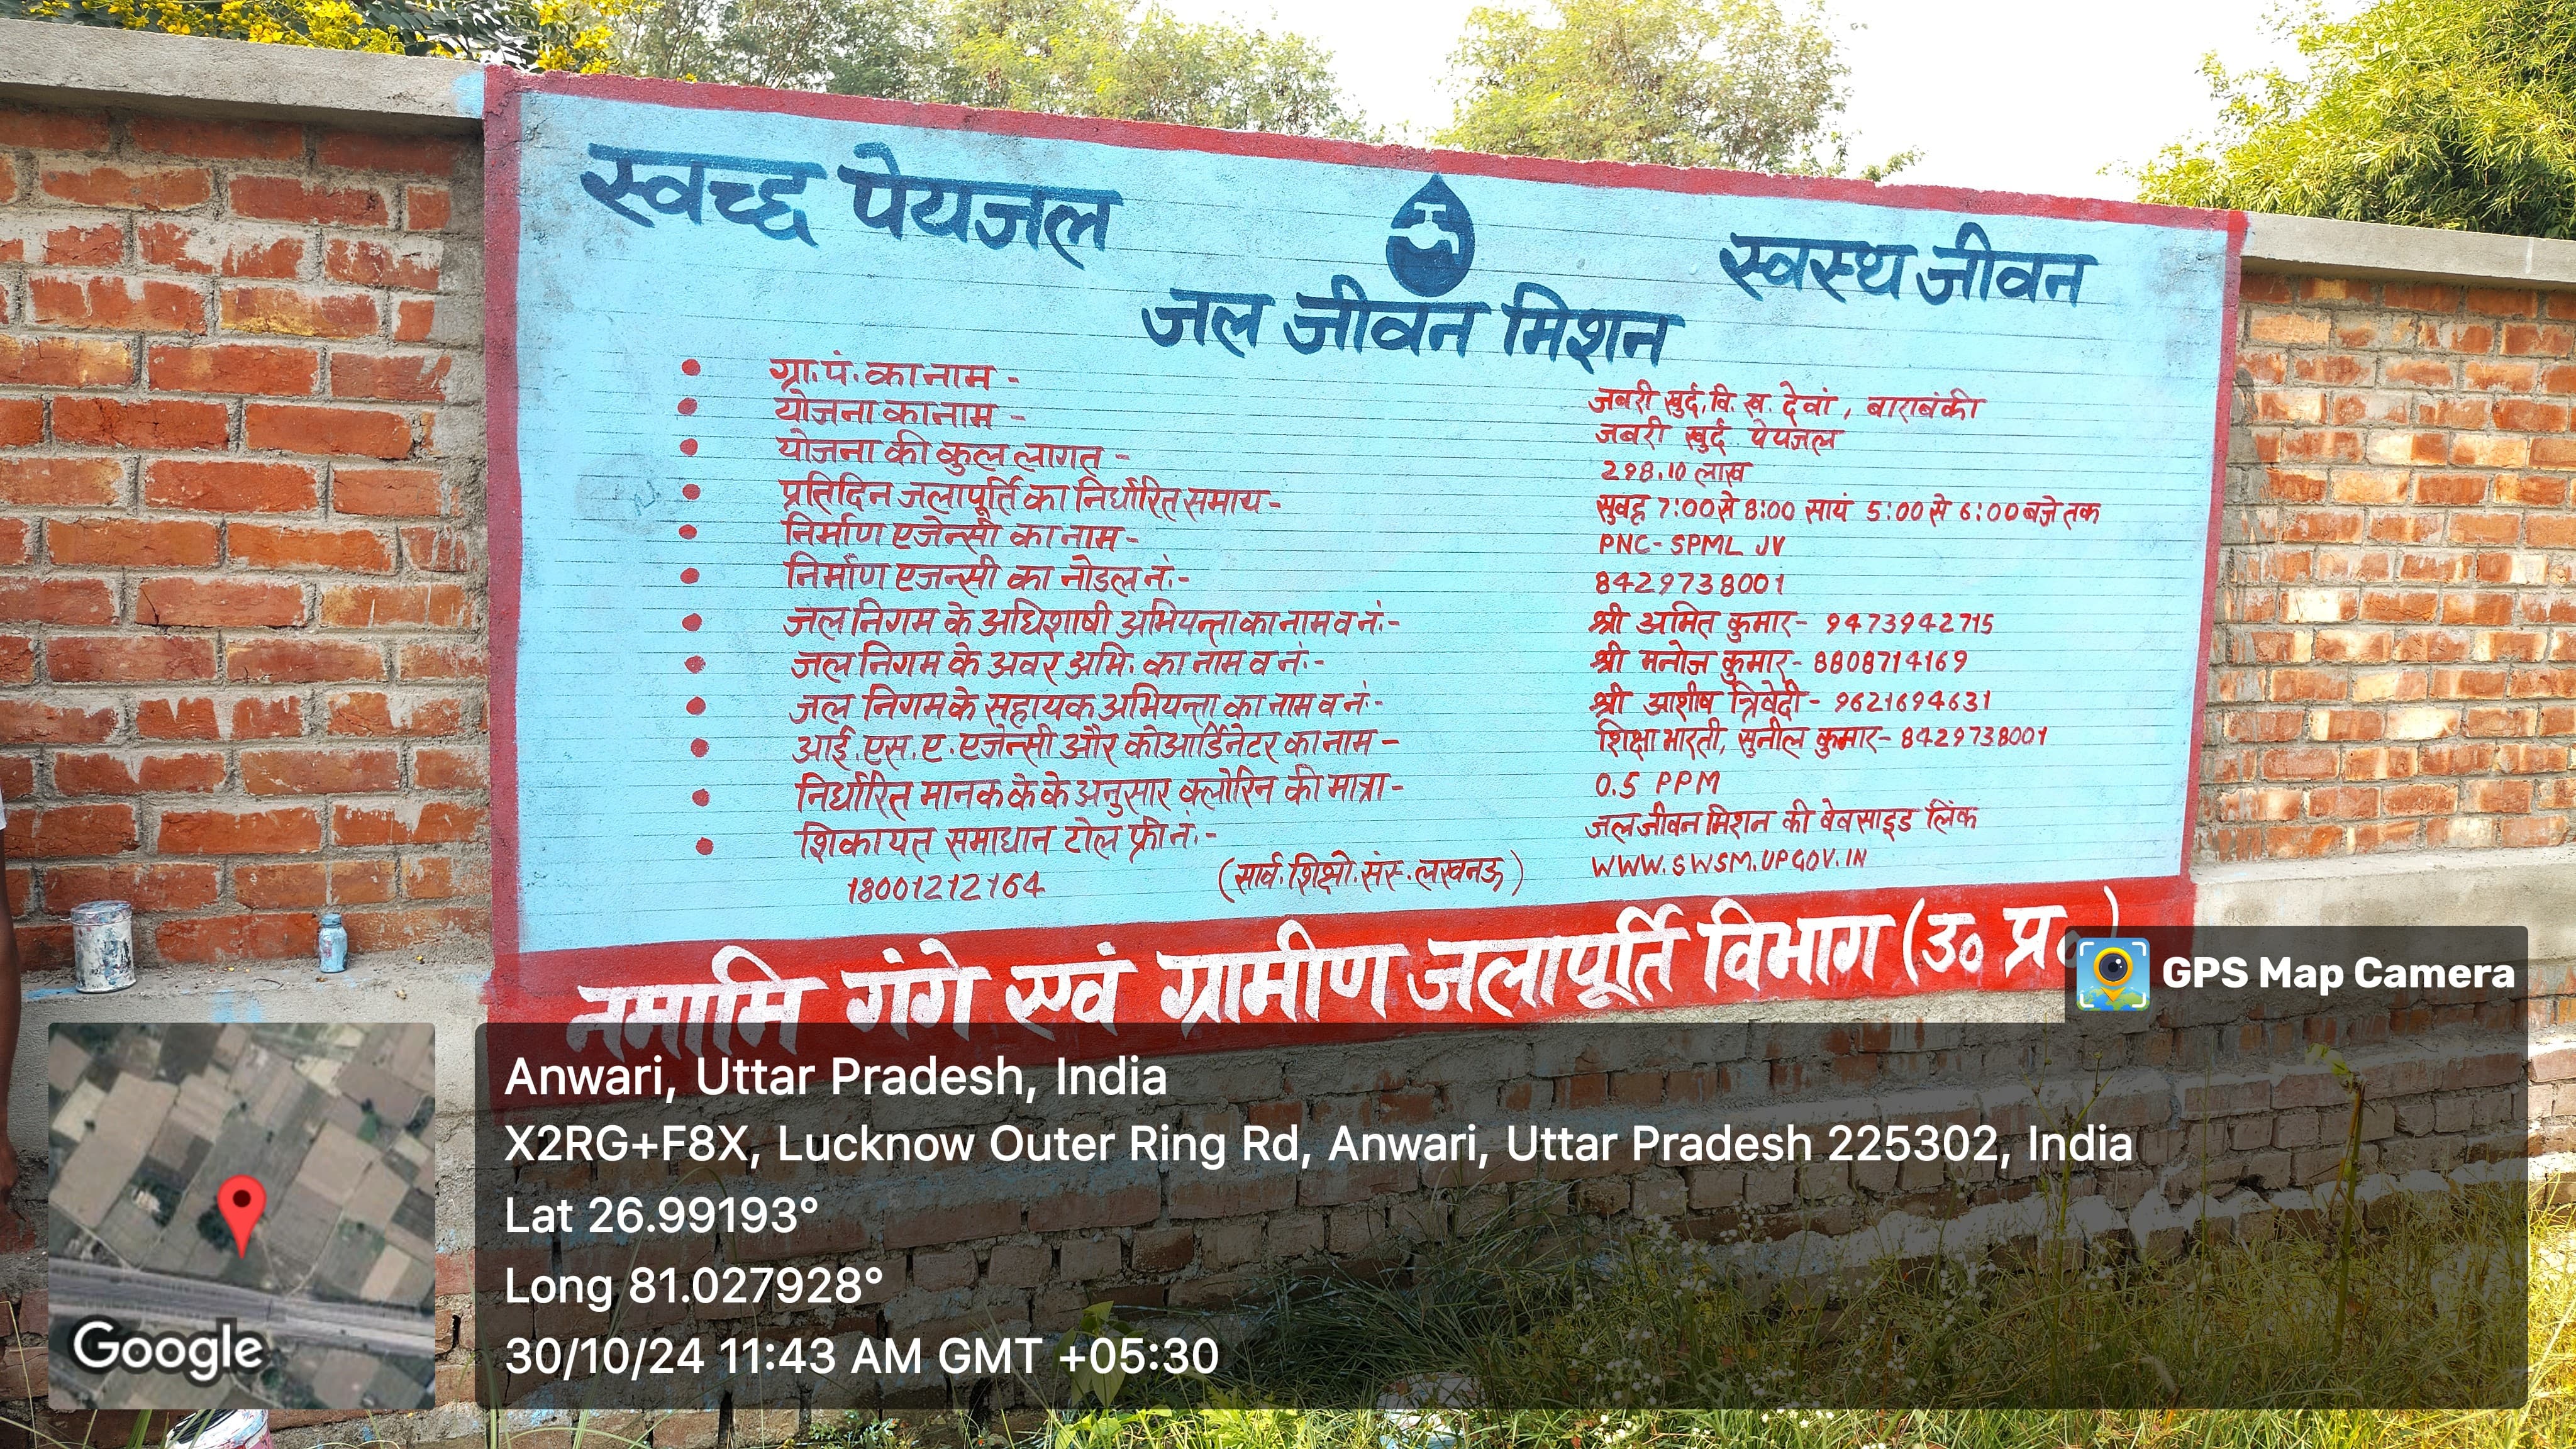 स्वच्छ पेयजल
स्वस्थ जीवन
जल जीवन मिशन
• ग्रा.पं. का नाम - जबरी खुर्द, वि. ख. देवां, बाराबंकी
• योजना का नाम - जबरी खुर्द पेयजल
• योजना की कुल लागत - 298.10 लाख
• प्रतिदिन जलापूर्ति का निर्धारित समाय - सुवह 7:00 से 8:00 सायं 5:00 से 6:00 बजे तक
• निर्माण एजेन्सी का नाम - PNC- SPML JV
• निर्माण एजन्सी का नोडल नं:- 8429738001
• जल निगम के अधिशाषी अभियन्ता का नाम व नं:- श्री अमित कुमार- 9473942715
• जल निगम के अवर अभि. का नाम व नं:- श्री मनोज कुमार- 8808714169
• जल निगम के सहायक अभियन्ता का नाम व नं:- श्री आशीष त्रिवेदी- 9621694631
• आई.एस.ए. एजेन्सी और कोआर्डिनेटर का नाम - शिक्षा भारती, सुनील कुमार- 8429738001
• निर्धारित मानक के के अनुसार क्लोरिन की मात्रा- 0.5 PPM
• शिकायत समाधान टोल फ्री नं:- जल जीवन मिशन की वेबसाइड लिंक
18001212164 (सार्व.शिक्षो.संस.लखनऊ) WWW.SWSM.UPGOV.IN
नमामि गंगे एवं ग्रामीण जलापूर्ति विभाग (उ० प्र०)
GPS Map Camera
Anwari, Uttar Pradesh, India
X2RG+F8X, Lucknow Outer Ring Rd, Anwari, Uttar Pradesh 225302, India
Lat 26.99193°
Long 81.027928°
30/10/24 11:43 AM GMT +05:30
Google